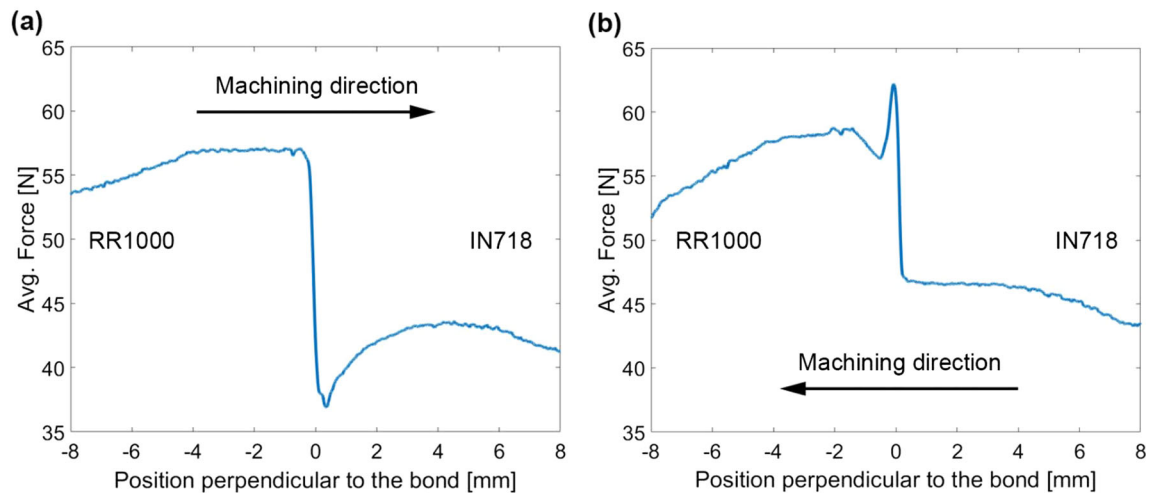 (a)
65
60
55
50
45
40
35
Avg. Force [N]
Machining direction
RR1000
IN718
-8 -6 -4 -2 0 2 4 6 8
Position perpendicular to the bond [mm]
(b)
65
60
55
50
45
40
35
Avg. Force [N]
RR1000
IN718
Machining direction
-8 -6 -4 -2 0 2 4 6 8
Position perpendicular to the bond [mm]